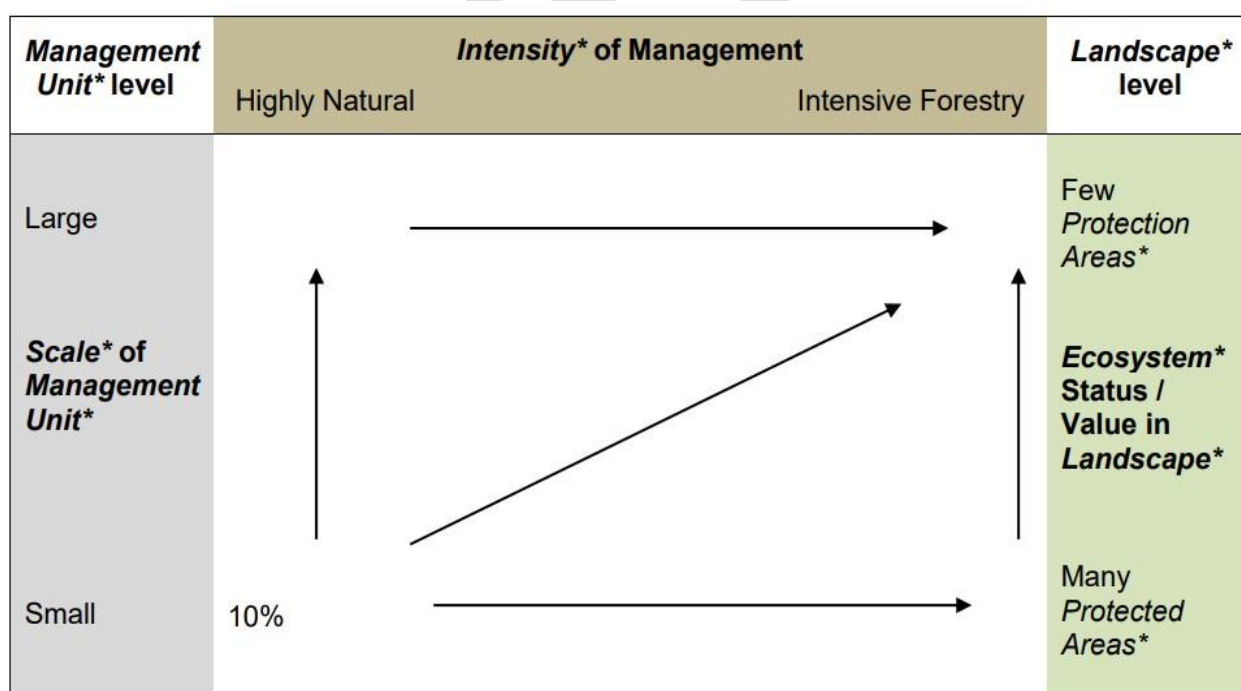 Management
Unit* level
Intensity* of Management
Highly Natural
Intensive Forestry
Landscape*
level
Large
Few
Protection
Areas*
Scale* of
Management
Unit*
Ecosystem*
Status /
Value in
Landscape*
Small
10%
Many
Protected
Areas*